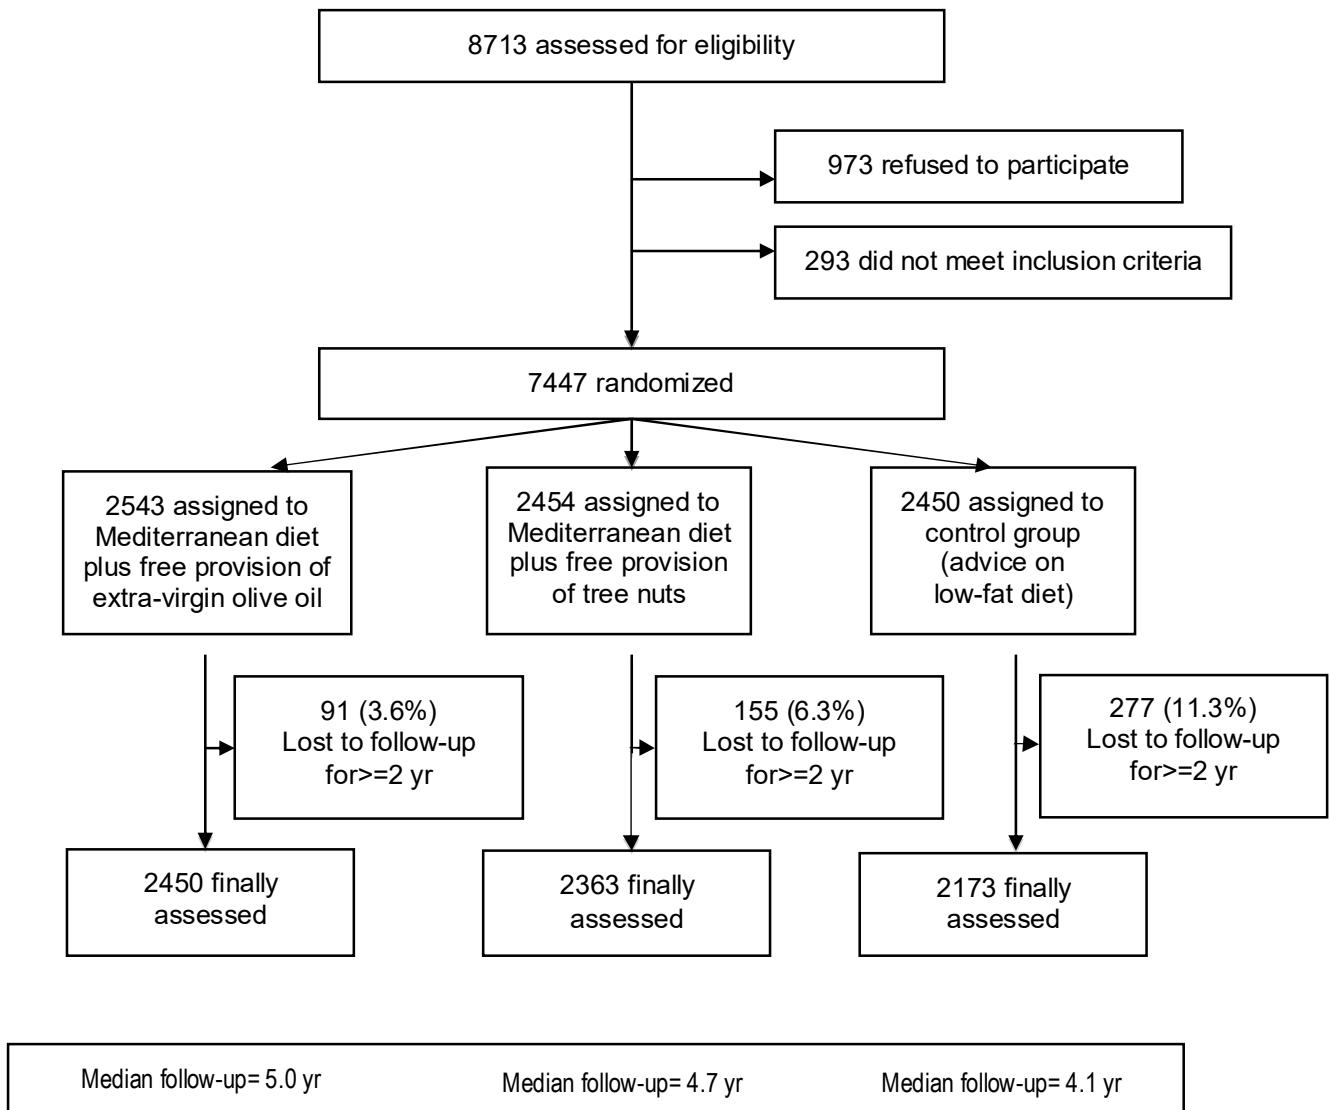 8713 assessed for eligibility
973 refused to participate
293 did not meet inclusion criteria
7447 randomized
2543 assigned to
Mediterranean diet
plus free provision of
extra-virgin olive oil
2454 assigned to
Mediterranean diet
plus free provision
of tree nuts
2450 assigned to
control group
(advice on
low-fat diet)
91 (3.6%)
Lost to follow-up
for>=2 yr
155 (6.3%)
Lost to follow-up
for>=2 yr
277 (11.3%)
Lost to follow-up
for>=2 yr
2450 finally
assessed
2363 finally
assessed
2173 finally
assessed
Median follow-up= 5.0 yr
Median follow-up= 4.7 yr
Median follow-up= 4.1 yr